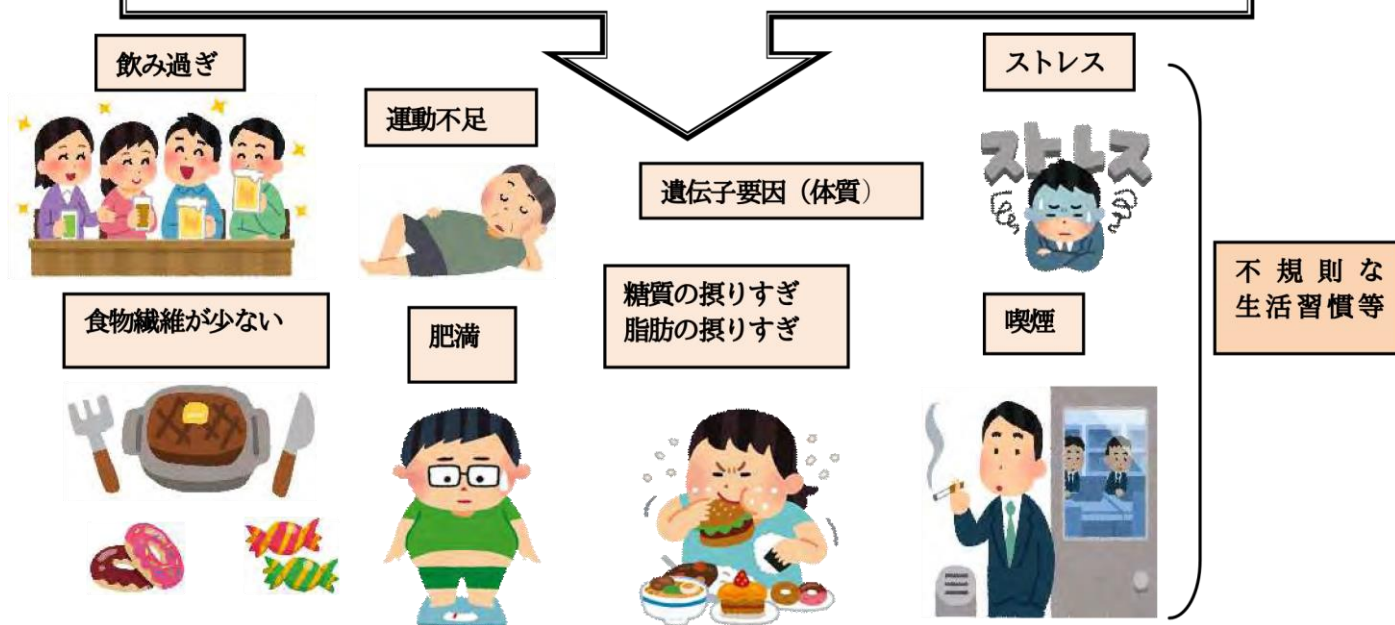 飲み過ぎ
運動不足
ストレス
ストレス
遺伝子要因（体質）
食物繊維が少ない
肥満
糖質の摂りすぎ
脂肪の摂りすぎ
喫煙
不規則な
生活習慣等